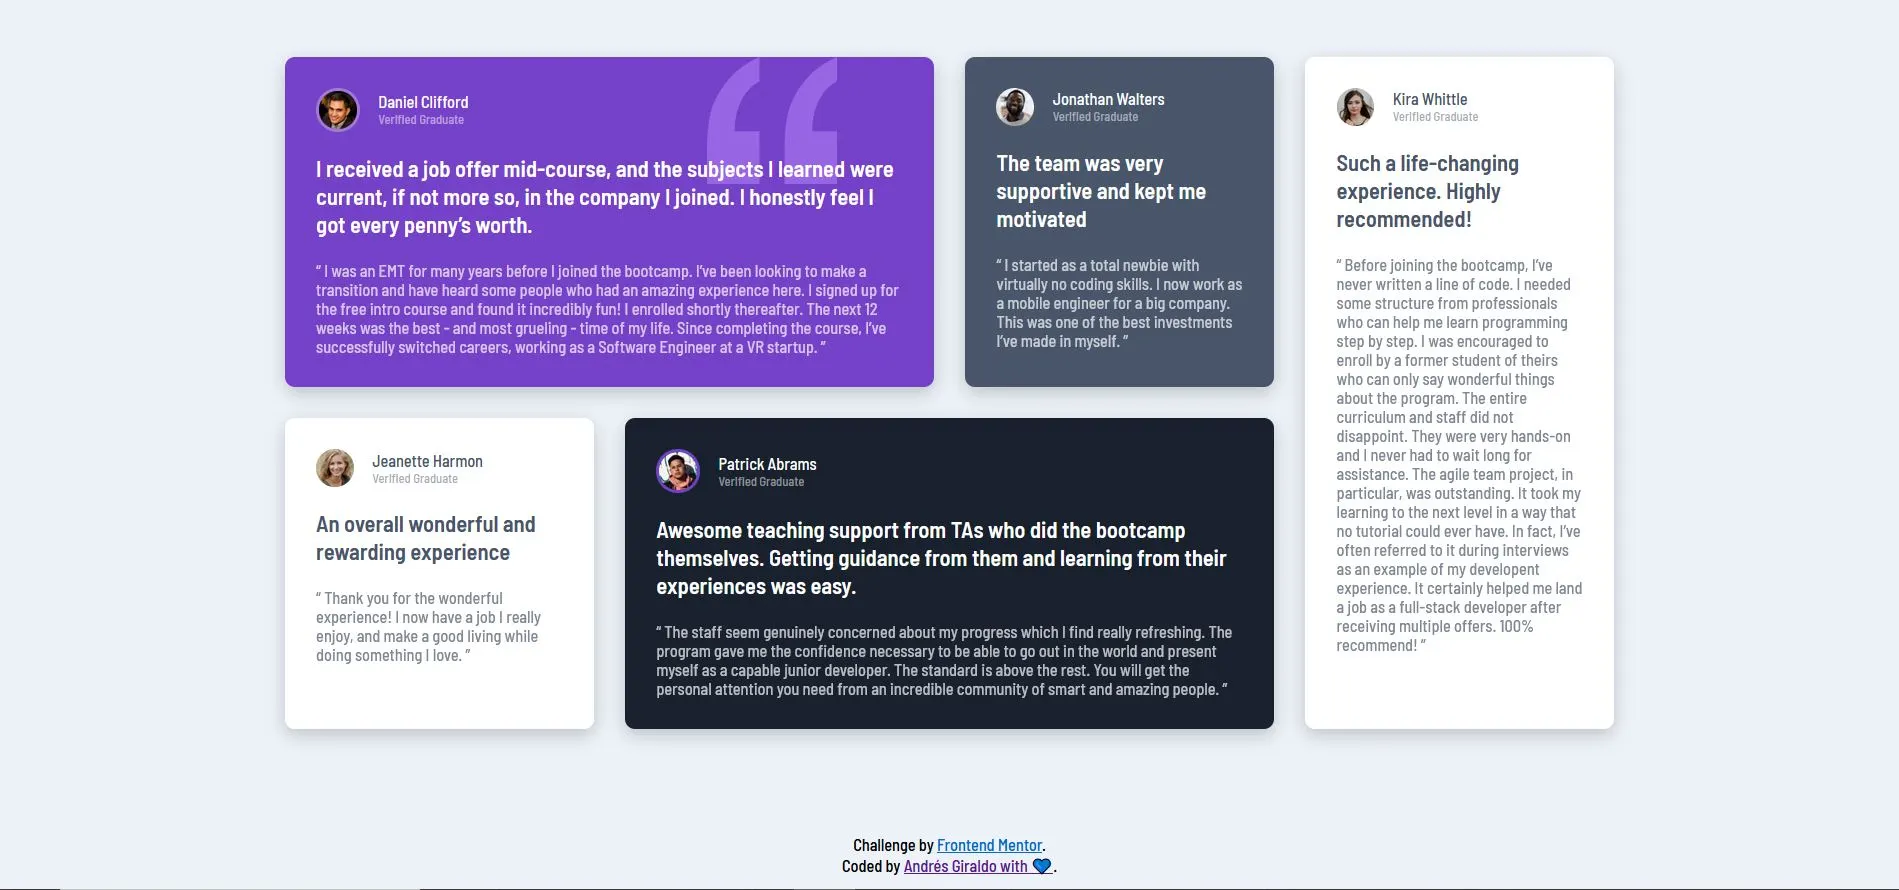 Daniel Clifford
Verified Graduate
I received a job offer mid-course, and the subjects I learned were
current, if not more so, in the company I joined. I honestly feel I
got every penny’s worth.
“ I was an EMT for many years before I joined the bootcamp. I’ve been looking to make a
transition and have heard some people who had an amazing experience here. I signed up for
the free intro course and found it incredibly fun! I enrolled shortly thereafter. The next 12
weeks was the best - and most grueling - time of my life. Since completing the course, I’ve
successfully switched careers, working as a Software Engineer at a VR startup. ”
Jonathan Walters
Verified Graduate
The team was very
supportive and kept me
motivated
“ I started as a total newbie with
virtually no coding skills. I now work as
a mobile engineer for a big company.
This was one of the best investments
I’ve made in myself. ”
Kira Whittle
Verified Graduate
Such a life-changing
experience. Highly
recommended!
“ Before joining the bootcamp, I’ve
never written a line of code. I needed
some structure from professionals
who can help me learn programming
step by step. I was encouraged to
enroll by a former student of theirs
who can only say wonderful things
about the program. The entire
curriculum and staff did not
disappoint. They were very hands-on
and I never had to wait long for
assistance. The agile team project, in
particular, was outstanding. It took my
learning to the next level in a way that
no tutorial could ever have. In fact, I’ve
often referred to it during interviews
as an example of my developent
experience. It certainly helped me land
a job as a full-stack developer after
receiving multiple offers. 100%
recommend! ”
Jeanette Harmon
Verified Graduate
An overall wonderful and
rewarding experience
“ Thank you for the wonderful
experience! I now have a job I really
enjoy, and make a good living while
doing something I love. ”
Patrick Abrams
Verified Graduate
Awesome teaching support from TAs who did the bootcamp
themselves. Getting guidance from them and learning from their
experiences was easy.
“ The staff seem genuinely concerned about my progress which I find really refreshing. The
program gave me the confidence necessary to be able to go out in the world and present
myself as a capable junior developer. The standard is above the rest. You will get the
personal attention you need from an incredible community of smart and amazing people. ”
Challenge by Frontend Mentor.
Coded by Andrés Giraldo with 💙.